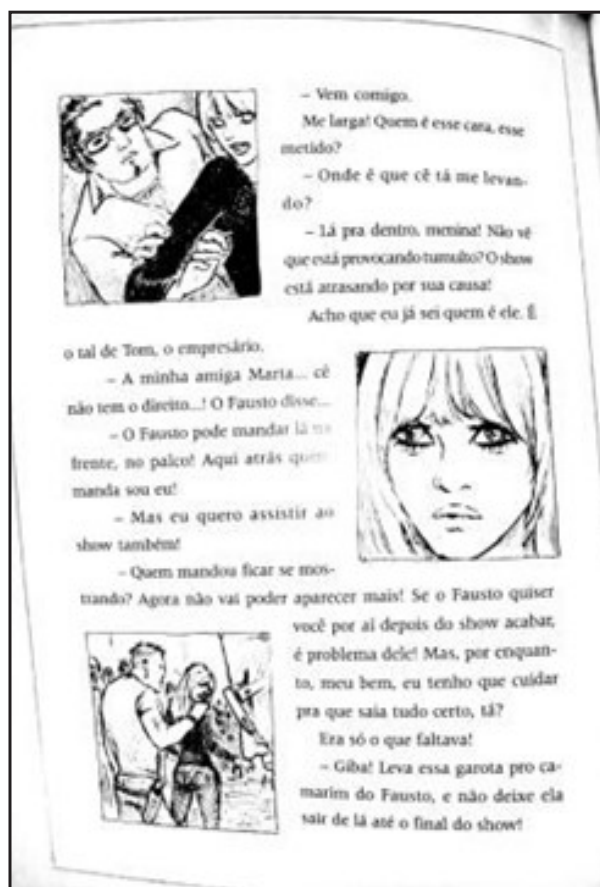 – Vem comigo.
Me larga! Quem é esse cara, esse
metido?
– Onde é que cê tá me levan-
do?
– Lá pra dentro, menina! Não vê
que está provocando tumulto? O show
está atrasando por sua causa!
Acho que eu já sei quem é ele. É
o tal de Tom, o empresário.
– A minha amiga Maria... cê
não tem o direito...! O Fausto disse...
– O Fausto pode mandar lá na
frente, no palco! Aqui atrás quem
manda sou eu!
– Mas eu quero assistir ao
show também!
– Quem mandou ficar se mos-
trando? Agora não vai poder aparecer mais! Se o Fausto quiser
você por aí depois do show acabar,
é problema dele! Mas, por enquan-
to, meu bem, eu tenho que cuidar
pra que saia tudo certo, tá?
Era só o que faltava!
– Giba! Leva essa garota pro ca-
marim do Fausto, e não deixe ela
sair de lá até o final do show!